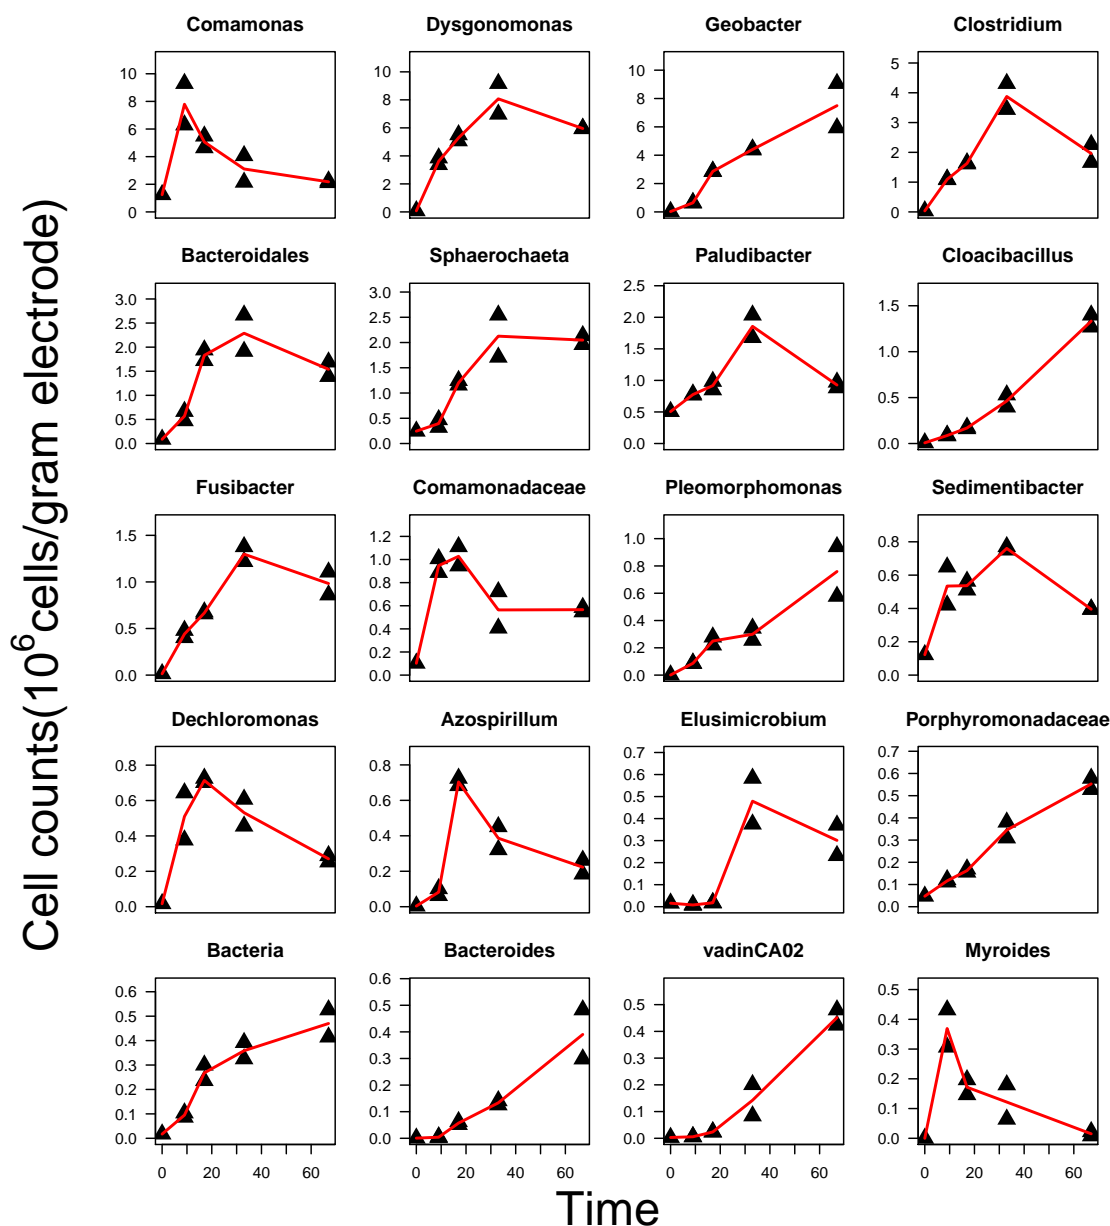 Comamonas Dysgonomonas Geobacter Clostridium
10 8 6 4 2 0
10 8 6 4 2 0
10 8 6 4 2 0
5 4 3 2 1 0
Bacteroidales Sphaerochaeta Paludibacter Cloacibacillus
3.0 2.5 2.0 1.5 1.0 0.5 0.0
3.0 2.5 2.0 1.5 1.0 0.5 0.0
2.5 2.0 1.5 1.0 0.5 0.0
1.5 1.0 0.5 0.0
Fusibacter Comamonadaceae Pleomorphomonas Sedimentibacter
1.5 1.0 0.5 0.0
1.2 1.0 0.8 0.6 0.4 0.2 0.0
1.0 0.8 0.6 0.4 0.2 0.0
0.8 0.6 0.4 0.2 0.0
Dechloromonas Azospirillum Elusimicrobium Porphyromonadaceae
0.8 0.6 0.4 0.2 0.0
0.8 0.6 0.4 0.2 0.0
0.7 0.6 0.5 0.4 0.3 0.2 0.1 0.0
0.7 0.6 0.5 0.4 0.3 0.2 0.1 0.0
Bacteria Bacteroides vadinCA02 Myroides
0.6 0.5 0.4 0.3 0.2 0.1 0.0
0.6 0.5 0.4 0.3 0.2 0.1 0.0
0.5 0.4 0.3 0.2 0.1 0.0
0.5 0.4 0.3 0.2 0.1 0.0
0 20 40 60 0 20 40 60 0 20 40 60 0 20 40 60
Time
Cell counts(10⁶cells/gram electrode)